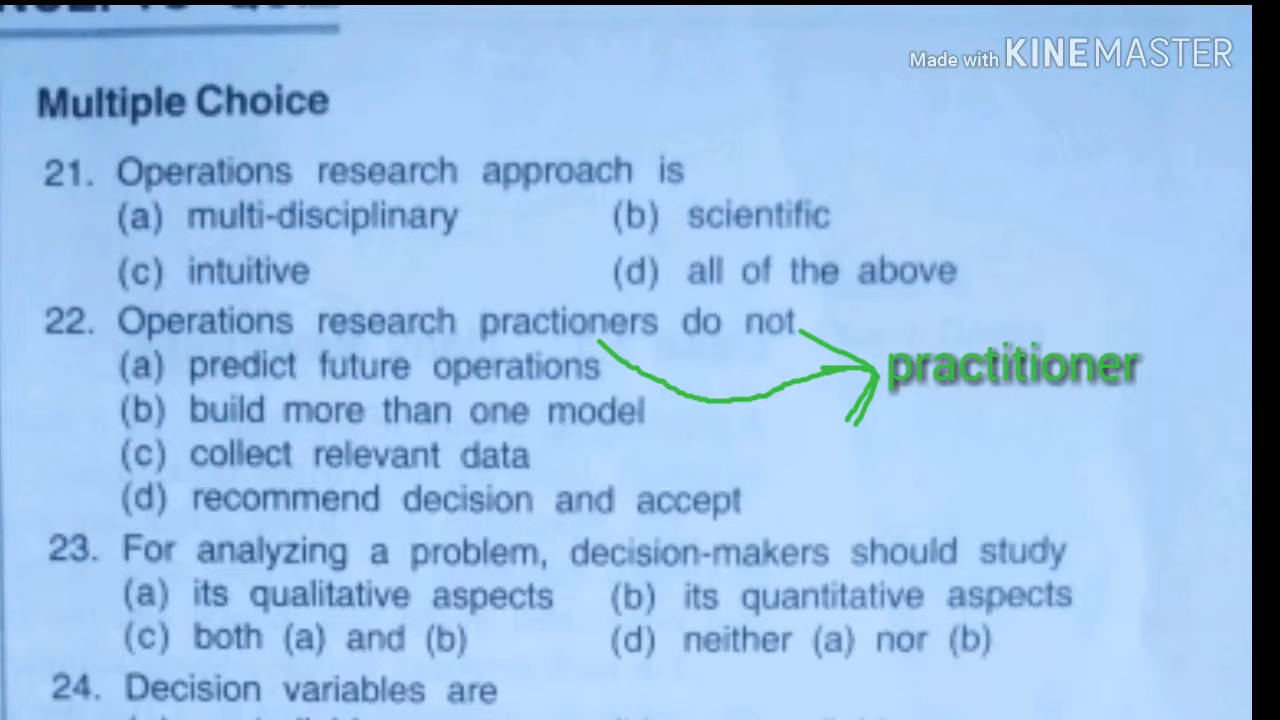 Made with KINEMASTER
Multiple Choice
21. Operations research approach is
(a) multi-disciplinary (b) scientific
(c) intuitive (d) all of the above
22. Operations research practioners do not
practitioner
(a) predict future operations
(b) build more than one model
(c) collect relevant data
(d) recommend decision and accept
23. For analyzing a problem, decision-makers should study
(a) its qualitative aspects (b) its quantitative aspects
(c) both (a) and (b) (d) neither (a) nor (b)
24. Decision variables are